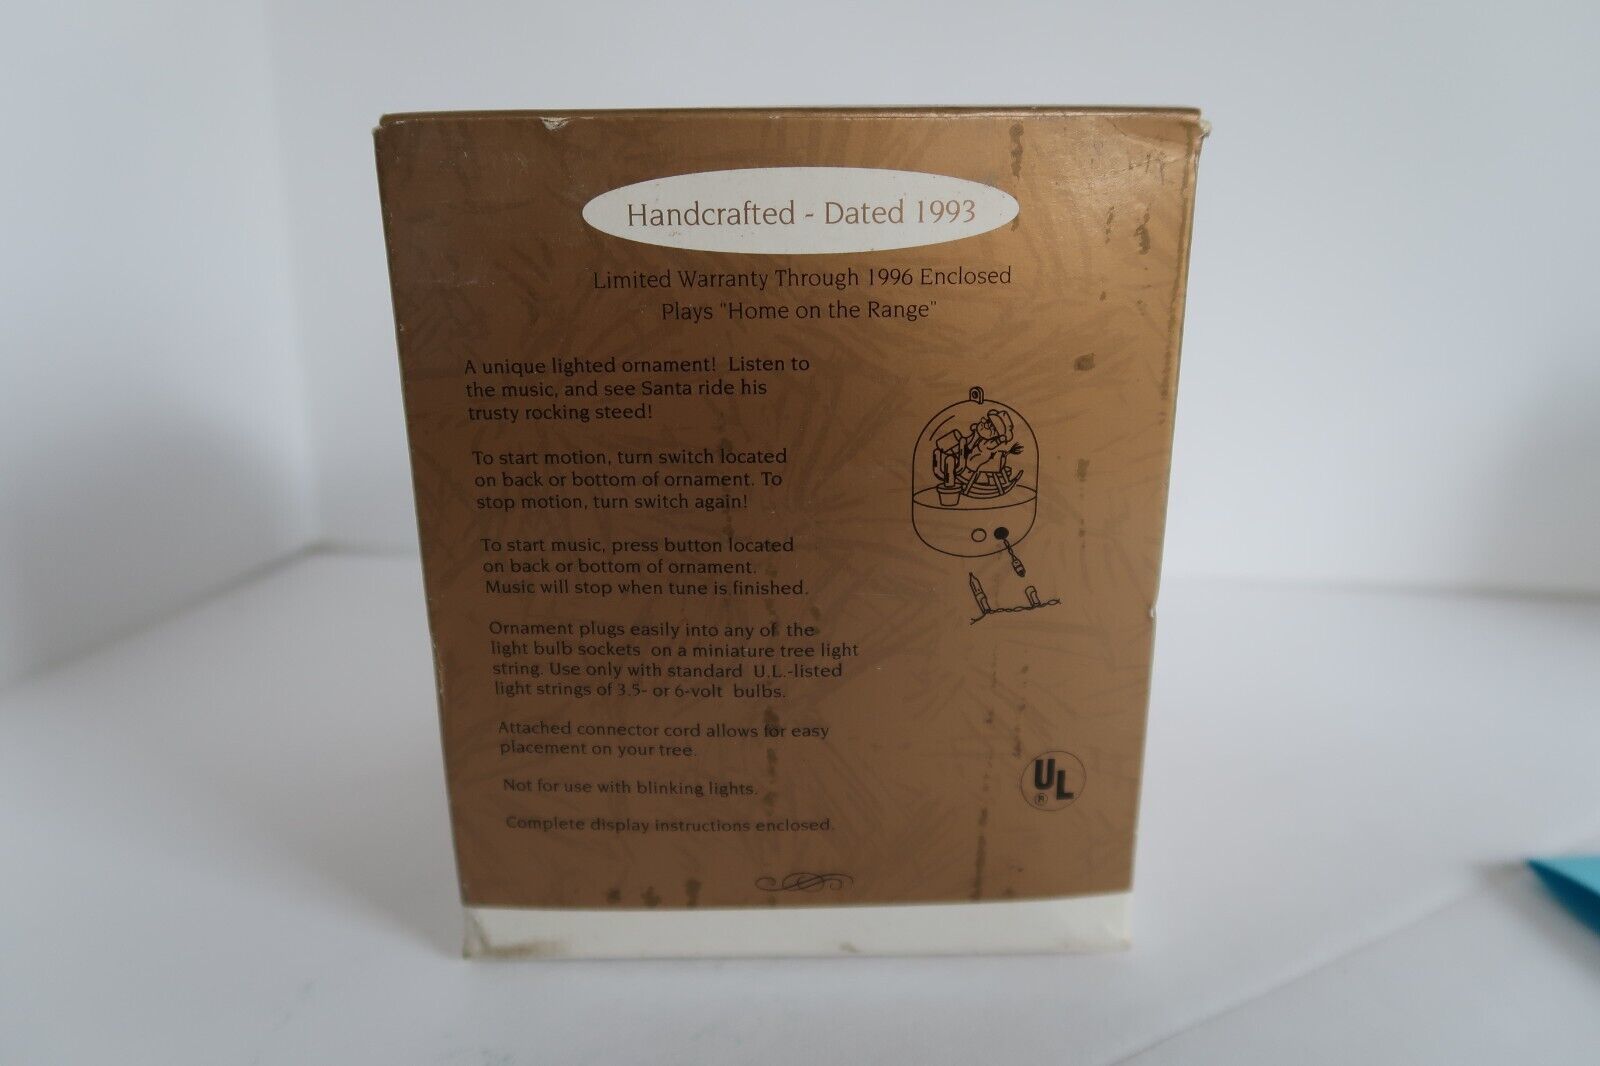 Handcrafted - Dated 1993
Limited Warranty Through 1996 Enclosed
Plays "Home on the Range"
A unique lighted ornament! Listen to
the music, and see Santa ride his
trusty rocking steed!
To start motion, turn switch located
on back or bottom of ornament. To
stop motion, turn switch again!
To start music, press button located
on back or bottom of ornament.
Music will stop when tune is finished.
Ornament plugs easily into any of the
light bulb sockets on a miniature tree light
string. Use only with standard U.L.-listed
light strings of 3.5- or 6-volt bulbs.
Attached connector cord allows for easy
placement on your tree.
Not for use with blinking lights.
Complete display instructions enclosed.
UL
®